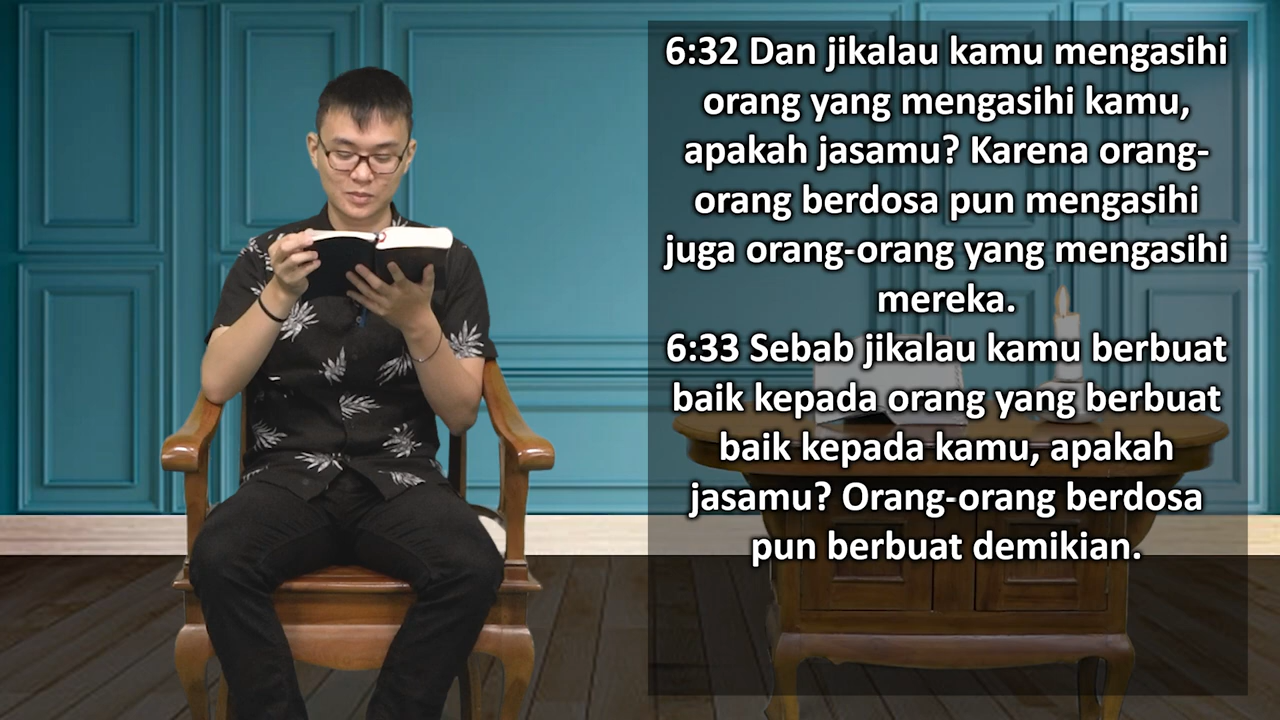 6:32 Dan jikalau kamu mengasihi
orang yang mengasihi kamu,
apakah jasamu? Karena orang-
orang berdosa pun mengasihi
juga orang-orang yang mengasihi
mereka.
6:33 Sebab jikalau kamu berbuat
baik kepada orang yang berbuat
baik kepada kamu, apakah
jasamu? Orang-orang berdosa
pun berbuat demikian.